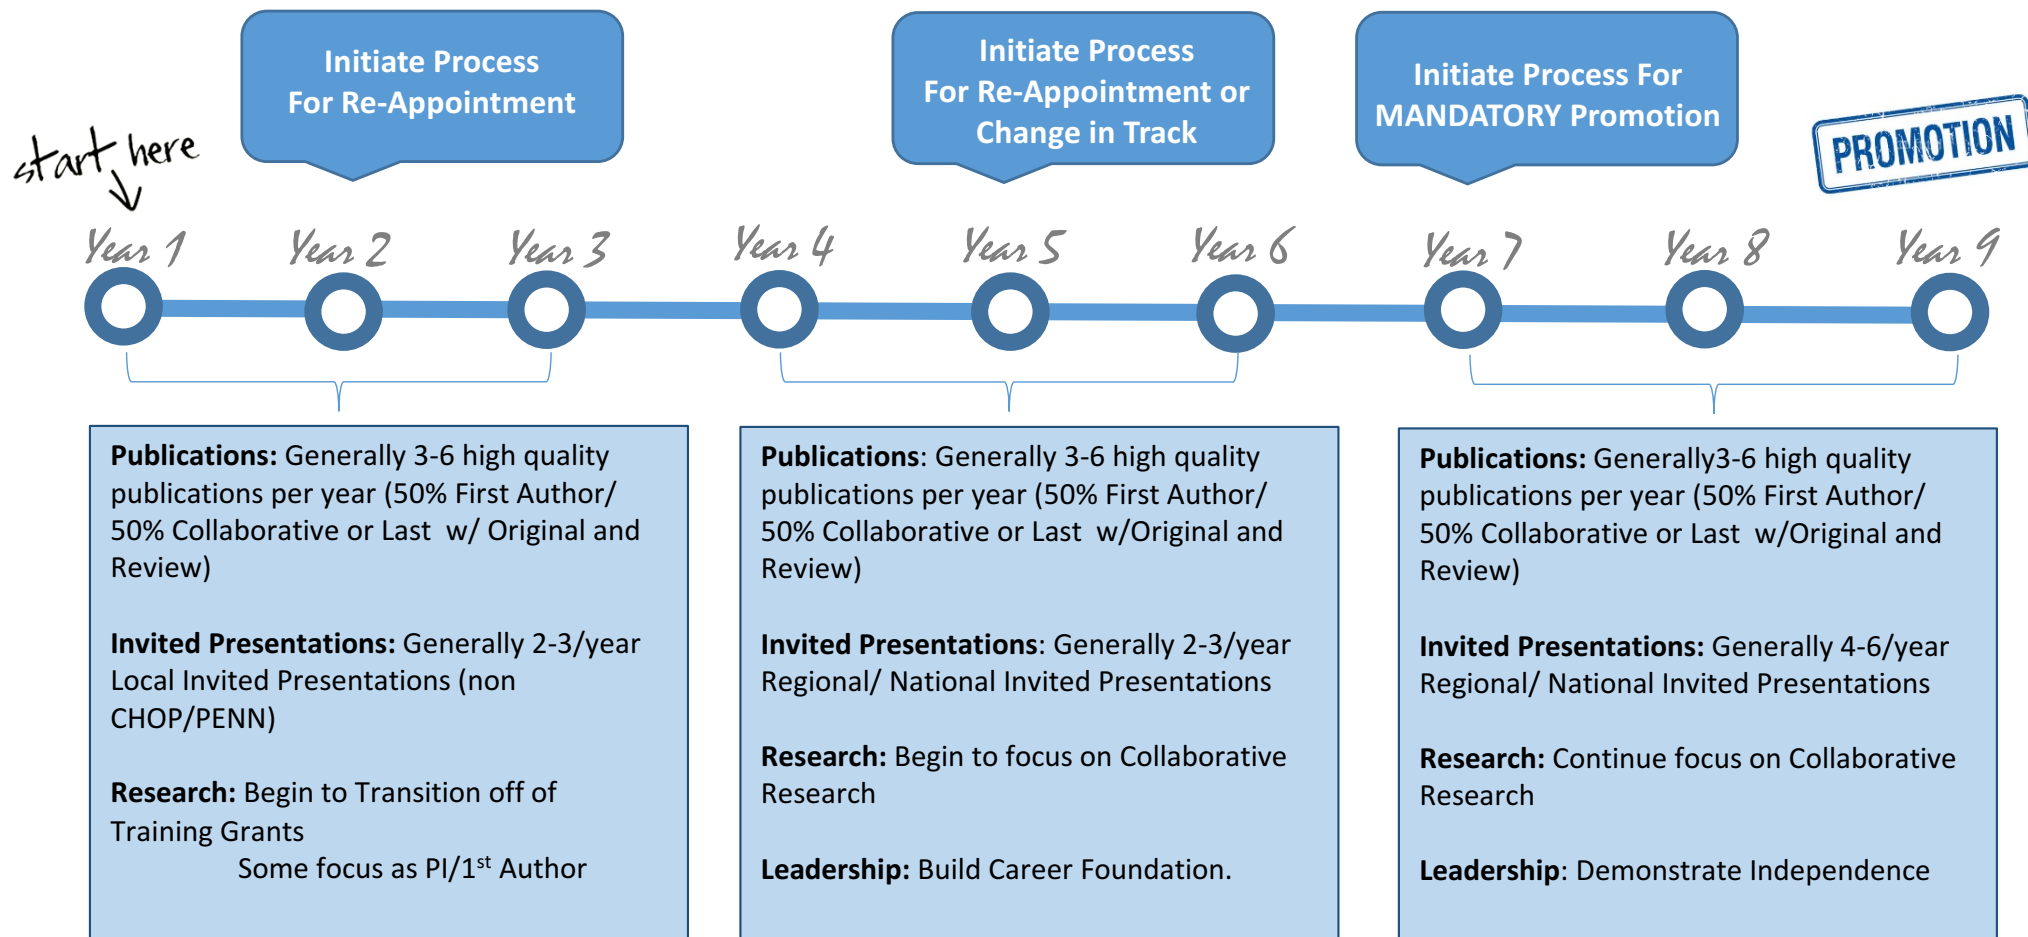 Initiate Process
For Re-Appointment
Initiate Process
For Re-Appointment or
Change in Track
Initiate Process For
MANDATORY Promotion
start here
PROMOTION
Year 1
Year 2
Year 3
Year 4
Year 5
Year 6
Year 7
Year 8
Year 9
Publications: Generally 3-6 high quality
publications per year (50% First Author/
50% Collaborative or Last w/ Original and
Review)
Invited Presentations: Generally 2-3/year
Local Invited Presentations (non
CHOP/PENN)
Research: Begin to Transition off of
Training Grants
Some focus as PI/1st Author
Publications: Generally 3-6 high quality
publications per year (50% First Author/
50% Collaborative or Last w/Original and
Review)
Invited Presentations: Generally 2-3/year
Regional/ National Invited Presentations
Research: Begin to focus on Collaborative
Research
Leadership: Build Career Foundation.
Publications: Generally3-6 high quality
publications per year (50% First Author/
50% Collaborative or Last w/Original and
Review)
Invited Presentations: Generally 4-6/year
Regional/ National Invited Presentations
Research: Continue focus on Collaborative
Research
Leadership: Demonstrate Independence